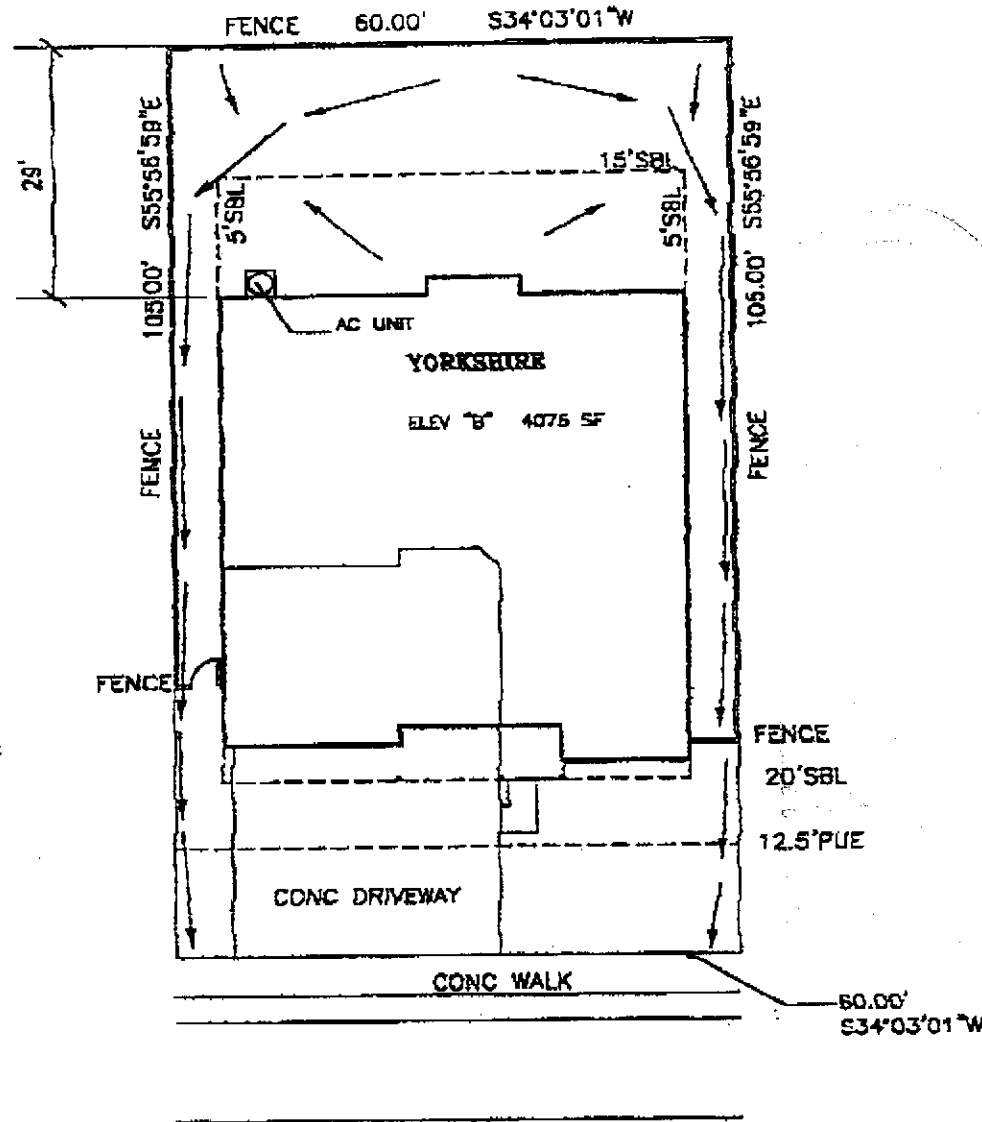 FENCE 60.00' S34°03'01"W
29'
105.00' S55°56'59"E
FENCE
15'SBL
5'SBL
5'SBL
105.00' S55°56'59"E
FENCE
AC UNIT
YORKSHIRE
ELEV "B" 4075 SF
FENCE
FENCE
20'SBL
12.5'PUE
CONC DRIVEWAY
CONC WALK
60.00'
S34°03'01"W